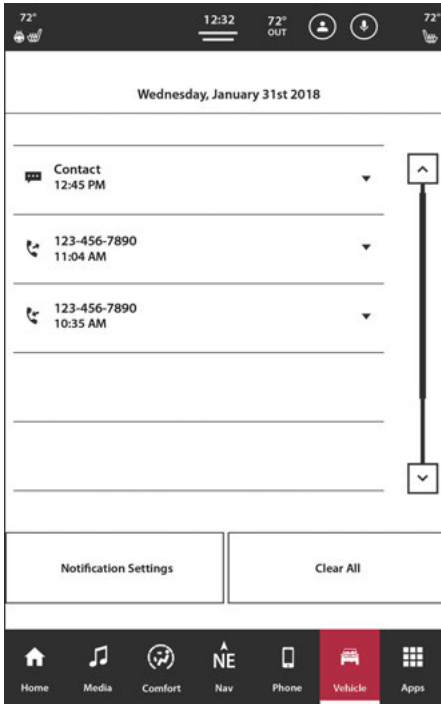 72°
12:32
72°
OUT
72°
Wednesday, January 31st 2018
Contact
12:45 PM
123-456-7890
11:04 AM
123-456-7890
10:35 AM
Notification Settings
Clear All
NE
Home
Media
Comfort
Nav
Phone
Vehicle
Apps